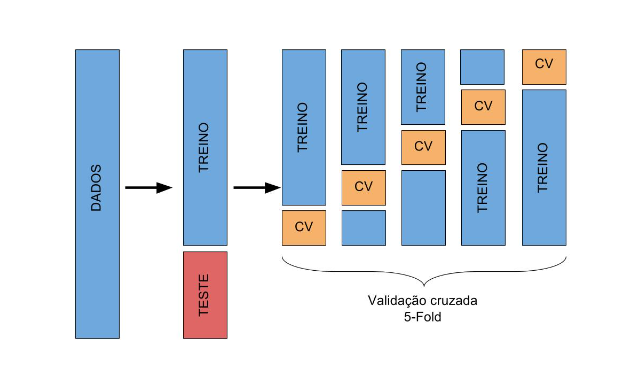 DADOS
TREINO
TESTE
TREINO
CV
TREINO
CV
TREINO
CV
CV
TREINO
CV
TREINO
Validação cruzada
5-Fold